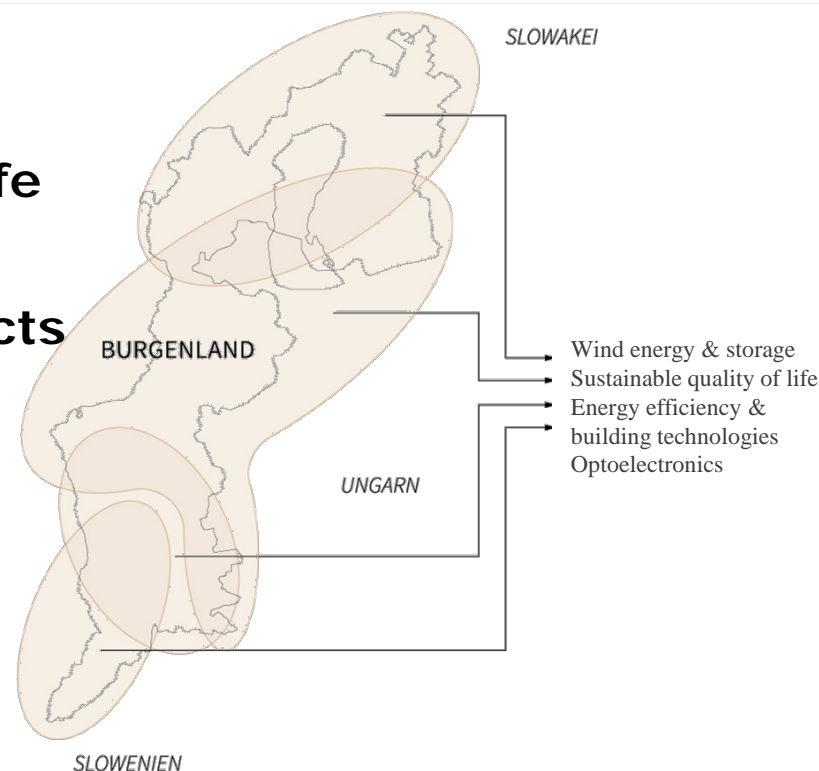 SLOWAKEI
fe
cts
BURGENLAND
Wind energy & storage
Sustainable quality of life
Energy efficiency &
building technologies
Optoelectronics
UNGARN
SLOWENIEN